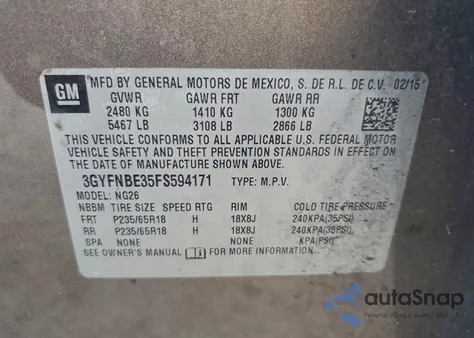 GM
MFD BY GENERAL MOTORS DE MEXICO, S. DE R.L. DE C.V. 02/15
GVWR GAWR FRT GAWR RR
2480 KG 1410 KG 1300 KG
5467 LB 3108 LB 2866 LB
THIS VEHICLE CONFORMS TO ALL APPLICABLE U.S. FEDERAL MOTOR
VEHICLE SAFETY AND THEFT PREVENTION STANDARDS IN EFFECT ON
THE DATE OF MANUFACTURE SHOWN ABOVE.
3GYFNBE35FS594171 TYPE: M.P.V.
MODEL: NG26
NBBM TIRE SIZE SPEED RTG RIM COLD TIRE PRESSURE
FRT P235/65R18 H 18X8J 240KPA(35PSI)
RR P235/65R18 H 18X8J 240KPA(35PSI)
SPA NONE NONE KPA(PSI)
SEE OWNER'S MANUAL FOR MORE INFORMATION.
autoSnap